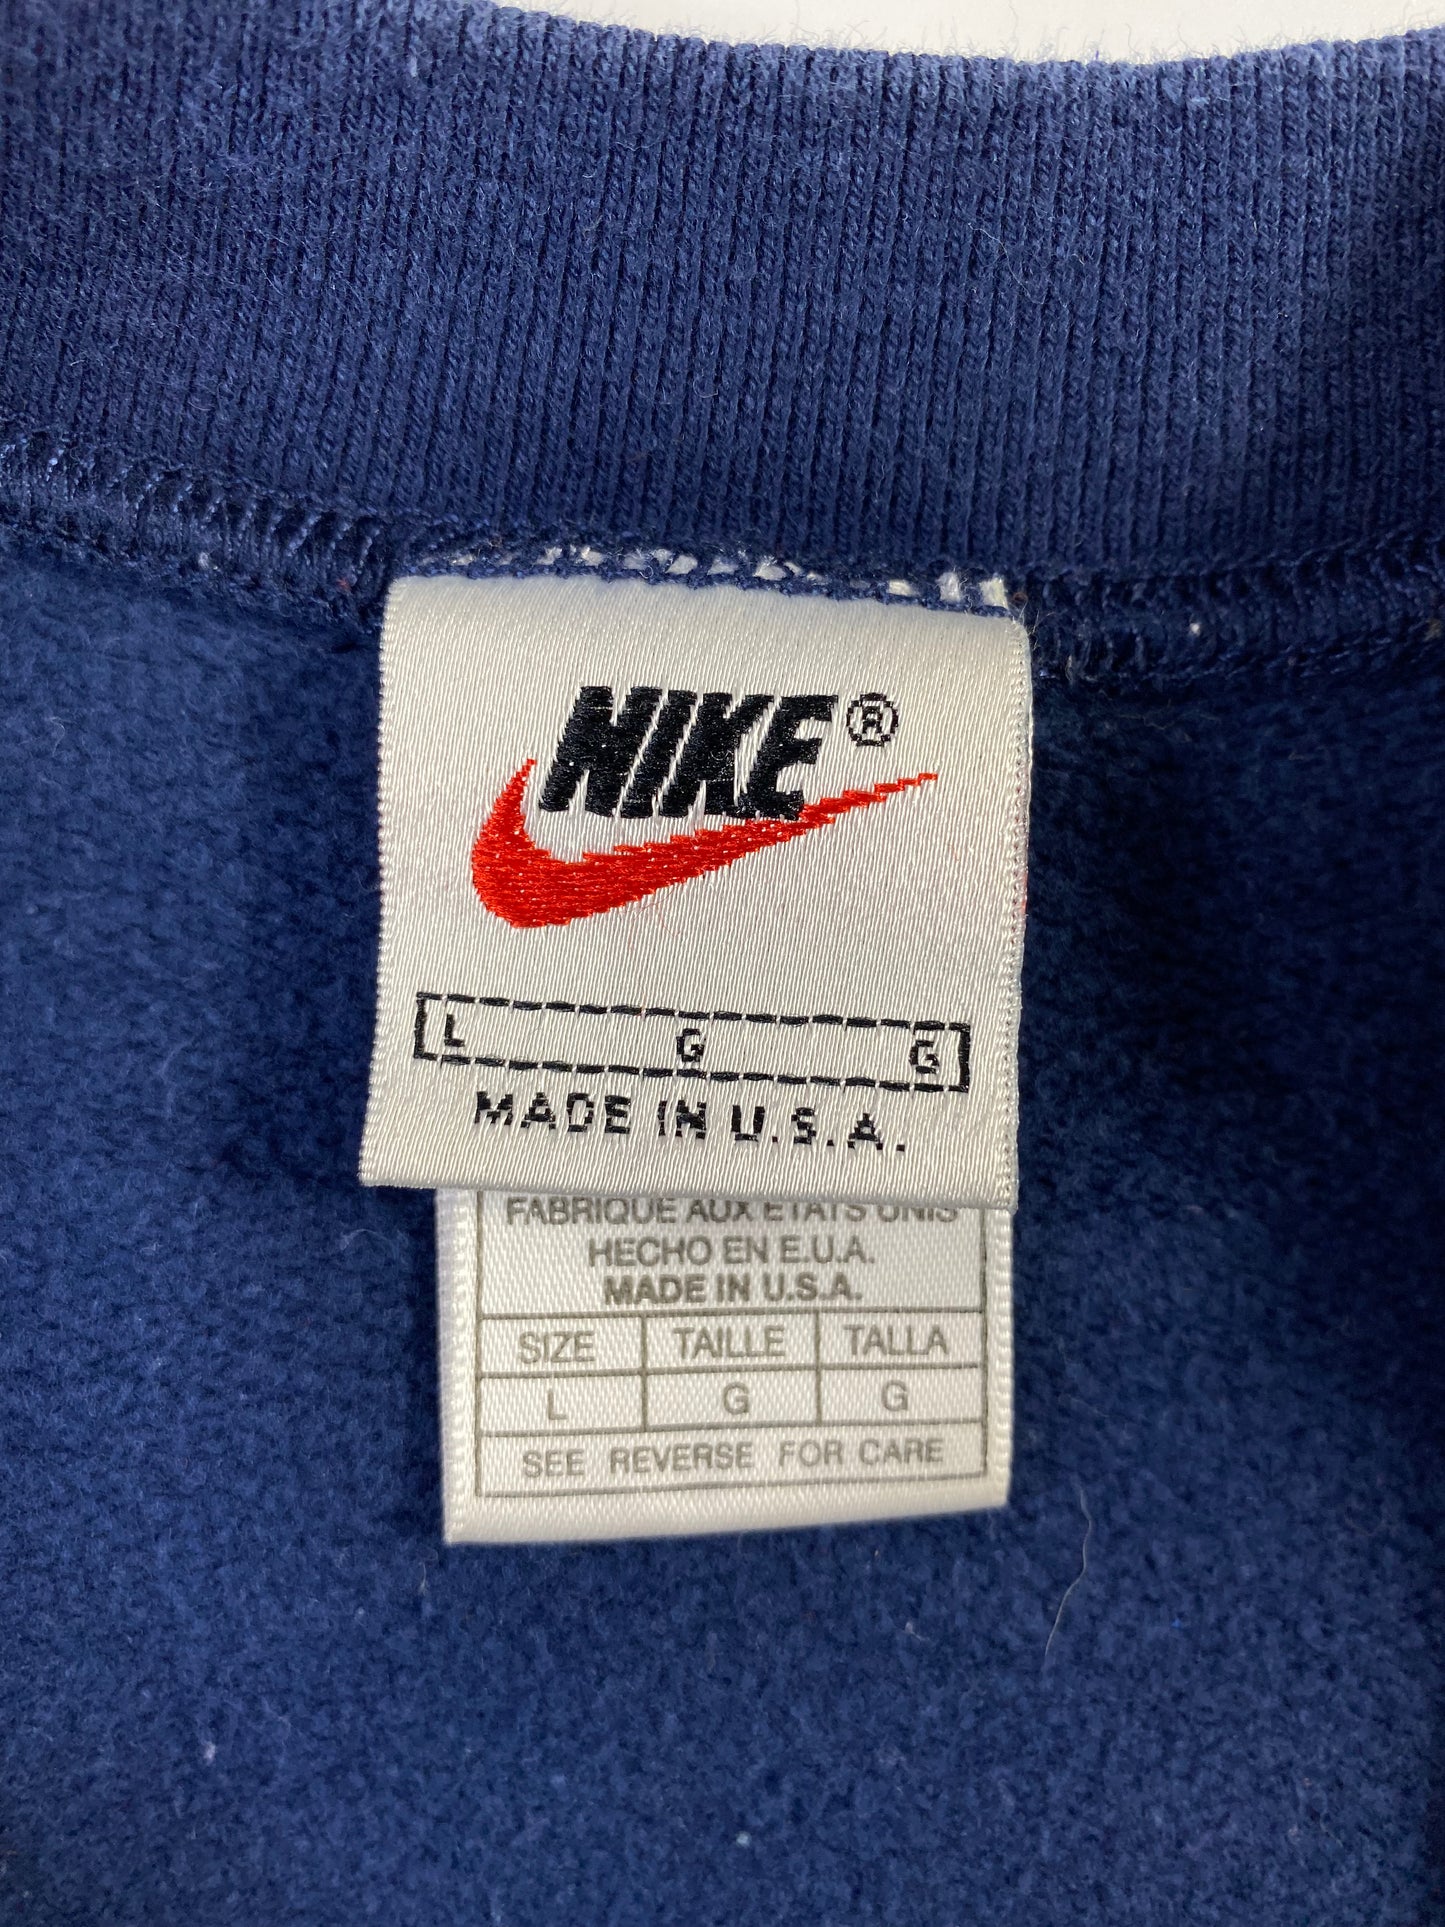 NIKE®
L G G
MADE IN U.S.A.
FABRIQUE AUX ETATS UNIS
HECHO EN E.U.A.
MADE IN U.S.A.
SIZE TAILLE TALLA
L G G
SEE REVERSE FOR CARE